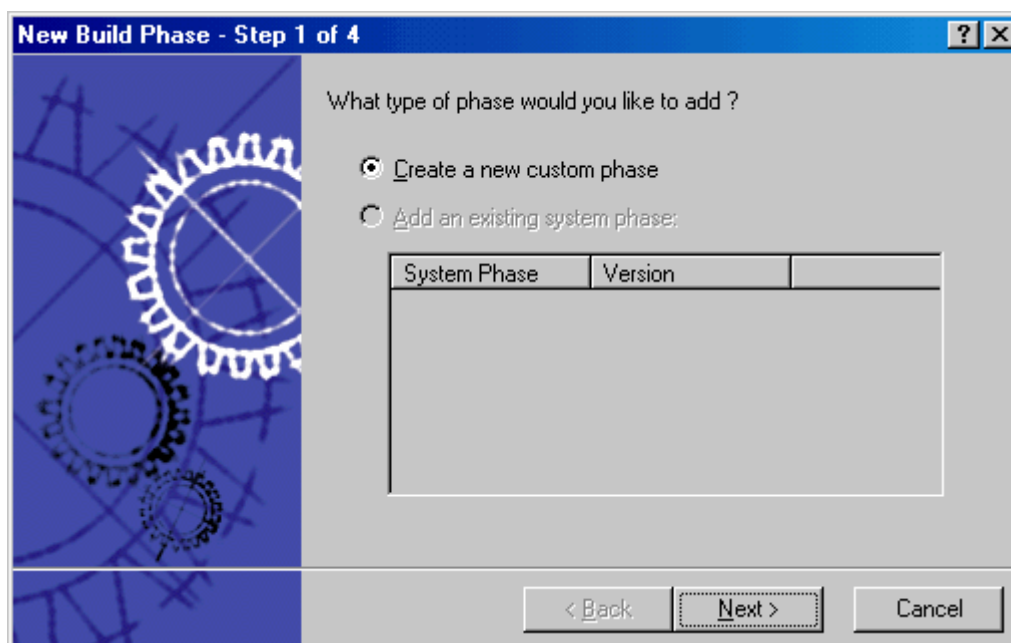 New Build Phase - Step 1 of 4
What type of phase would you like to add ?
Create a new custom phase
Add an existing system phase:
System Phase Version
< Back Next > Cancel